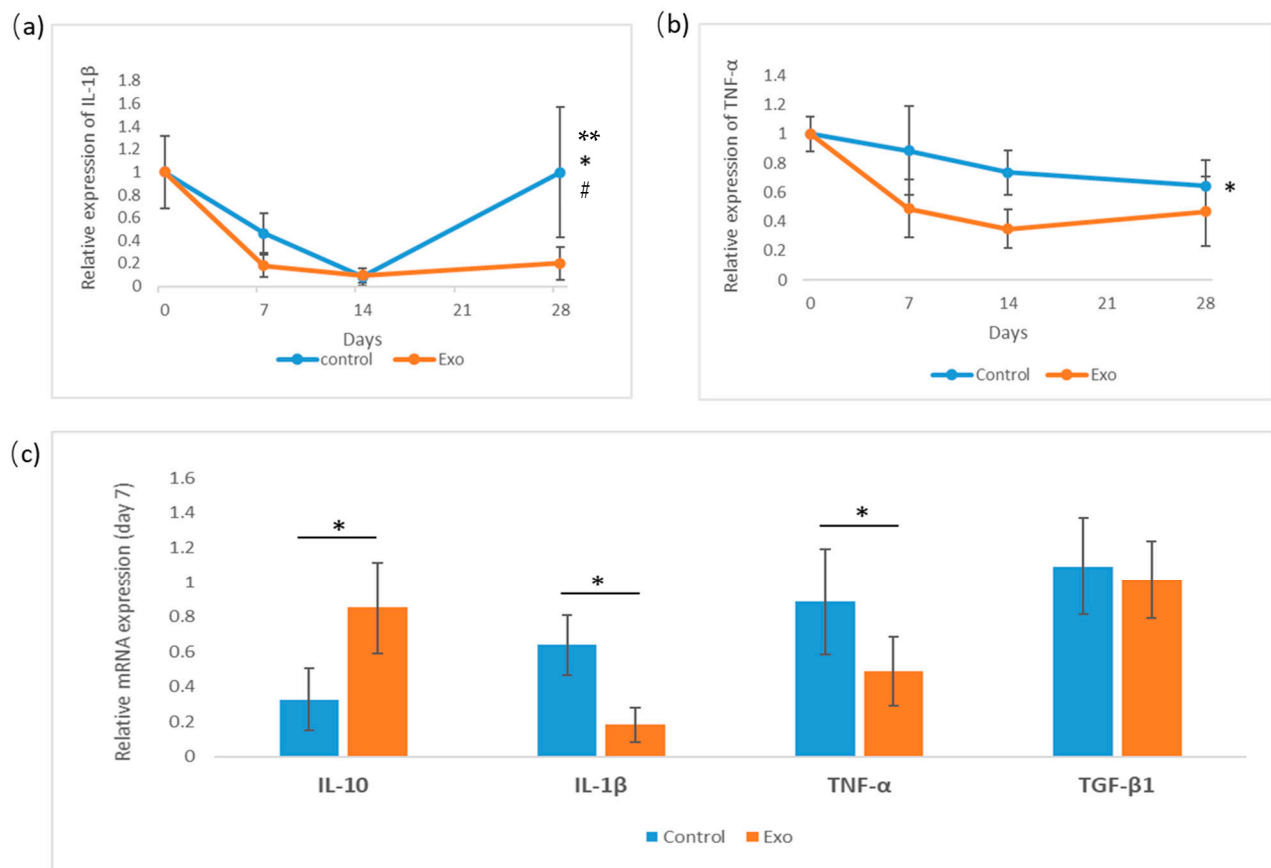 (a)
Relative expression of IL-1β
1.8
1.6
1.4
1.2
1
0.8
0.6
0.4
0.2
0
**
*
#
0 7 14 21 28
Days
control Exo
(b)
Relative expression of TNF-α
1.4
1.2
1
0.8
0.6
0.4
0.2
0
*
0 7 14 21 28
Days
Control Exo
(c)
Relative mRNA expression (day 7)
1.6
1.4
1.2
1
0.8
0.6
0.4
0.2
0
* * *
IL-10 IL-1β TNF-α TGF-β1
Control Exo